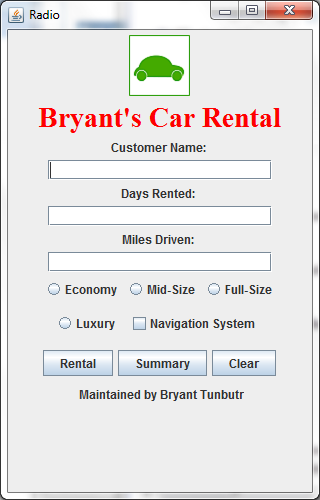 Radio
Bryant's Car Rental
Customer Name:
Days Rented:
Miles Driven:
Economy Mid-Size Full-Size
Luxury Navigation System
Rental Summary Clear
Maintained by Bryant Tunbutr